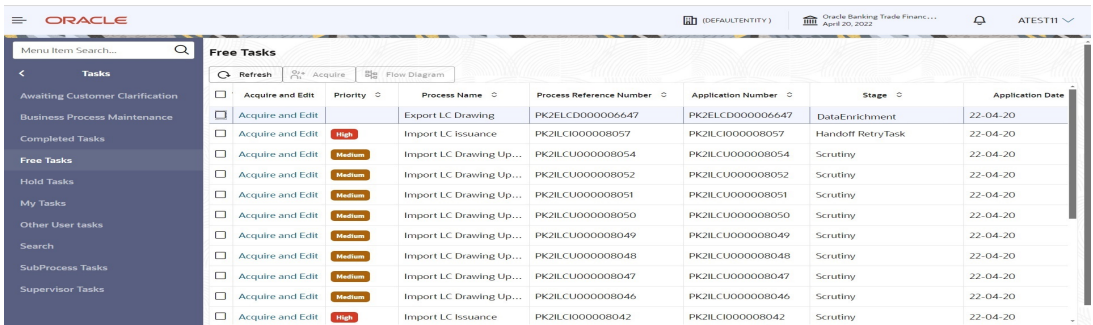 ORACLE
(DEFAULTENTITY )
Oracle Banking Trade Financ...
April 20, 2022
ATEST11
Menu Item Search...
Tasks
Awaiting Customer Clarification
Business Process Maintenance
Completed Tasks
Free Tasks
Hold Tasks
My Tasks
Other User tasks
Search
SubProcess Tasks
Supervisor Tasks
Free Tasks
Refresh Acquire Flow Diagram
Acquire and Edit Priority Process Name Process Reference Number Application Number Stage Application Date
Acquire and Edit Export LC Drawing PK2ELCD000006647 PK2ELCD000006647 DataEnrichment 22-04-20
Acquire and Edit High Import LC issuance PK2ILCI000008057 PK2ILCI000008057 Handoff RetryTask 22-04-20
Acquire and Edit Medium Import LC Drawing Up... PK2ILCU000008054 PK2ILCU000008054 Scrutiny 22-04-20
Acquire and Edit Medium Import LC Drawing Up... PK2ILCU000008052 PK2ILCU000008052 Scrutiny 22-04-20
Acquire and Edit Medium Import LC Drawing Up... PK2ILCU000008051 PK2ILCU000008051 Scrutiny 22-04-20
Acquire and Edit Medium Import LC Drawing Up... PK2ILCU000008050 PK2ILCU000008050 Scrutiny 22-04-20
Acquire and Edit Medium Import LC Drawing Up... PK2ILCU000008049 PK2ILCU000008049 Scrutiny 22-04-20
Acquire and Edit Medium Import LC Drawing Up... PK2ILCU000008048 PK2ILCU000008048 Scrutiny 22-04-20
Acquire and Edit Medium Import LC Drawing Up... PK2ILCU000008047 PK2ILCU000008047 Scrutiny 22-04-20
Acquire and Edit Medium Import LC Drawing Up... PK2ILCU000008046 PK2ILCU000008046 Scrutiny 22-04-20
Acquire and Edit High Import LC Issuance PK2ILCI000008042 PK2ILCI000008042 Scrutiny 22-04-20